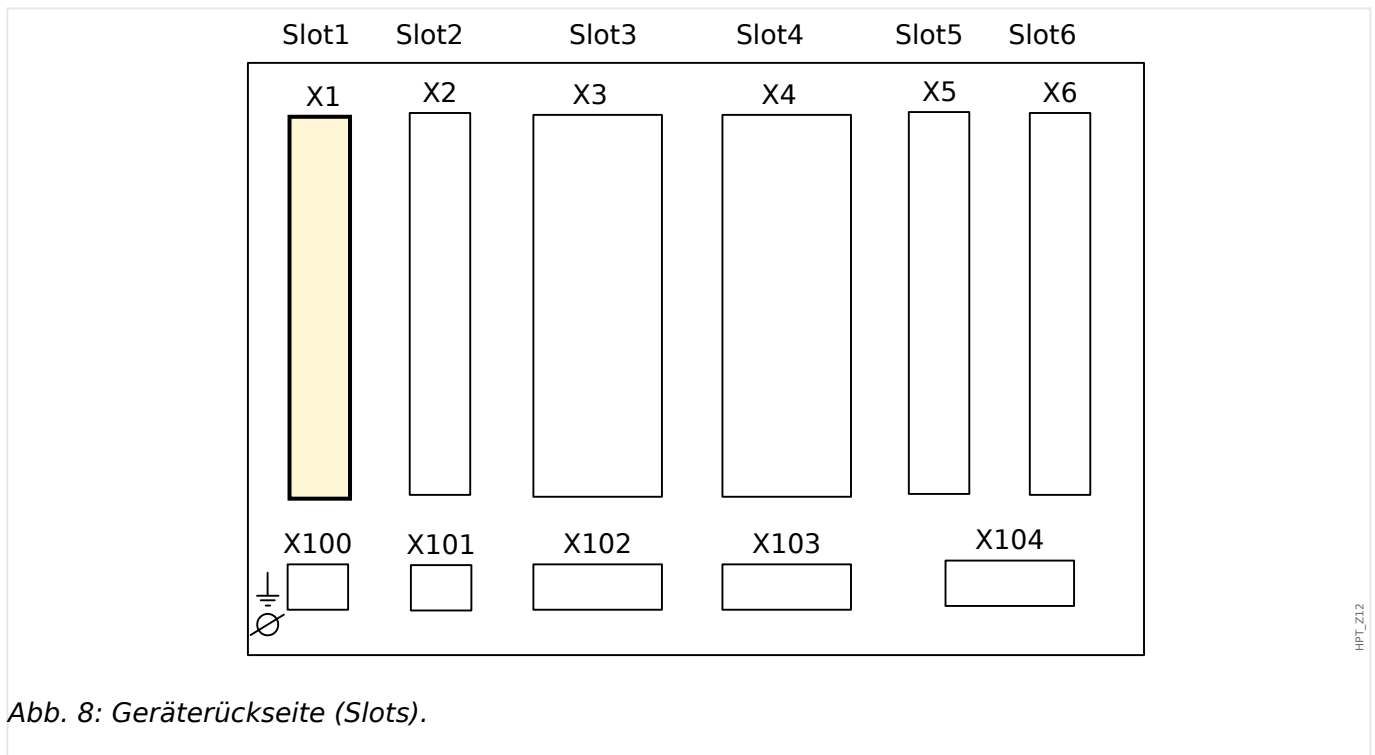 Slot1 Slot2 Slot3 Slot4 Slot5 Slot6
X1 X2 X3 X4 X5 X6
X100 X101 X102 X103 X104
HPT_Z12
Abb. 8: Geräterückseite (Slots).